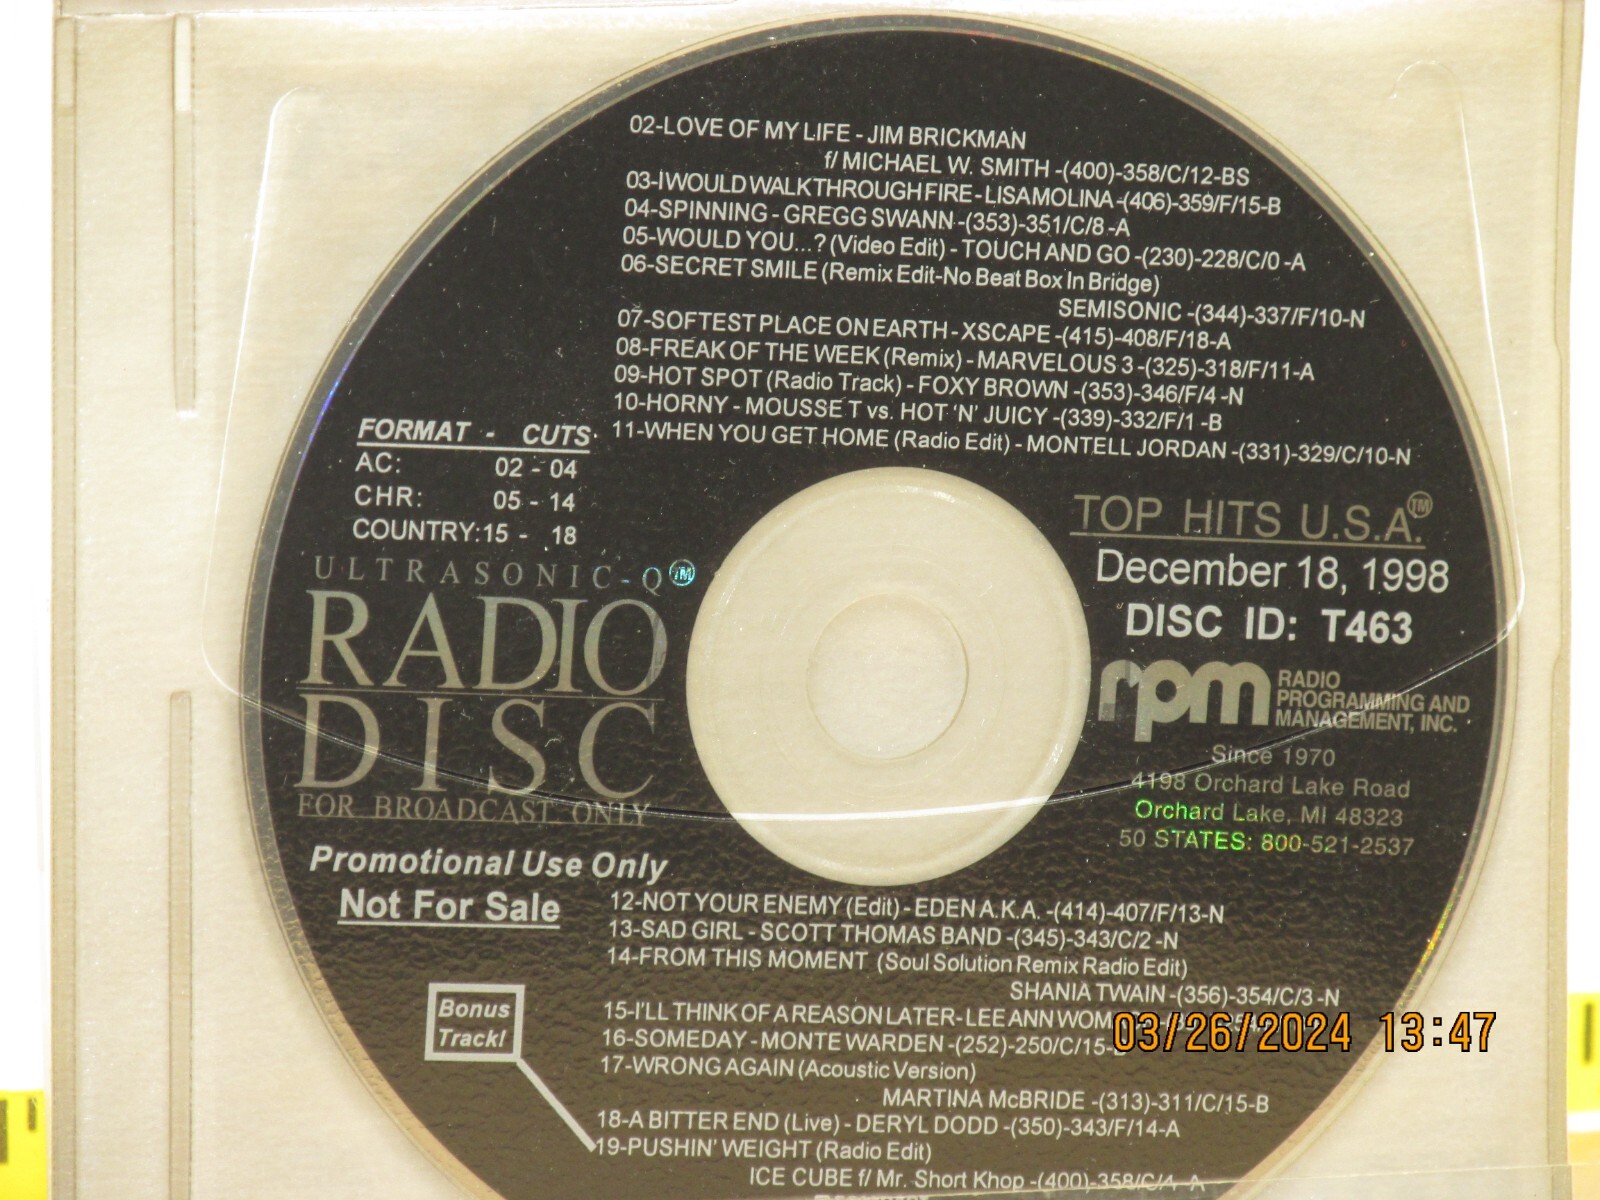 02-LOVE OF MY LIFE - JIM BRICKMAN
f/ MICHAEL W. SMITH -(400)-358/C/12-BS
03-I WOULD WALK THROUGH FIRE - LISA MOLINA -(406)-359/F/15-B
04-SPINNING - GREGG SWANN -(353)-351/C/8 -A
05-WOULD YOU...? (Video Edit) - TOUCH AND GO -(230)-228/C/0 -A
06-SECRET SMILE (Remix Edit-No Beat Box In Bridge)
SEMISONIC -(344)-337/F/10-N
07-SOFTEST PLACE ON EARTH - XSCAPE -(415)-408/F/18-A
08-FREAK OF THE WEEK (Remix) - MARVELOUS 3 -(325)-318/F/11-A
09-HOT SPOT (Radio Track) - FOXY BROWN -(353)-346/F/4 -N
10-HORNY - MOUSSE T vs. HOT 'N' JUICY -(339)-332/F/1 -B
11-WHEN YOU GET HOME (Radio Edit) - MONTELL JORDAN -(331)-329/C/10-N
FORMAT - CUTS
AC: 02 - 04
CHR: 05 - 14
COUNTRY: 15 - 18
ULTRASONIC-Q™
RADIO
DISC
FOR BROADCAST ONLY
Promotional Use Only
Not For Sale
TOP HITS U.S.A.™
December 18, 1998
DISC ID: T463
rpm RADIO
PROGRAMMING AND
MANAGEMENT, INC.
Since 1970
4198 Orchard Lake Road
Orchard Lake, MI 48323
50 STATES: 800-521-2537
12-NOT YOUR ENEMY (Edit) - EDEN A.K.A. -(414)-407/F/13-N
13-SAD GIRL - SCOTT THOMAS BAND -(345)-343/C/2 -N
14-FROM THIS MOMENT (Soul Solution Remix Radio Edit)
SHANIA TWAIN -(356)-354/C/3 -N
15-I'LL THINK OF A REASON LATER- LEE ANN
16-SOMEDAY - MONTE WARDEN -(252)-250/C/15-B
17-WRONG AGAIN (Acoustic Version)
MARTINA McBRIDE -(313)-311/C/15-B
18-A BITTER END (Live) - DERYL DODD -(350)-343/F/14-A
Bonus
Track!
19-PUSHIN' WEIGHT (Radio Edit)
ICE CUBE f/ Mr. Short Khop -(400)-358/C/4 -A
03/26/2024 13:47